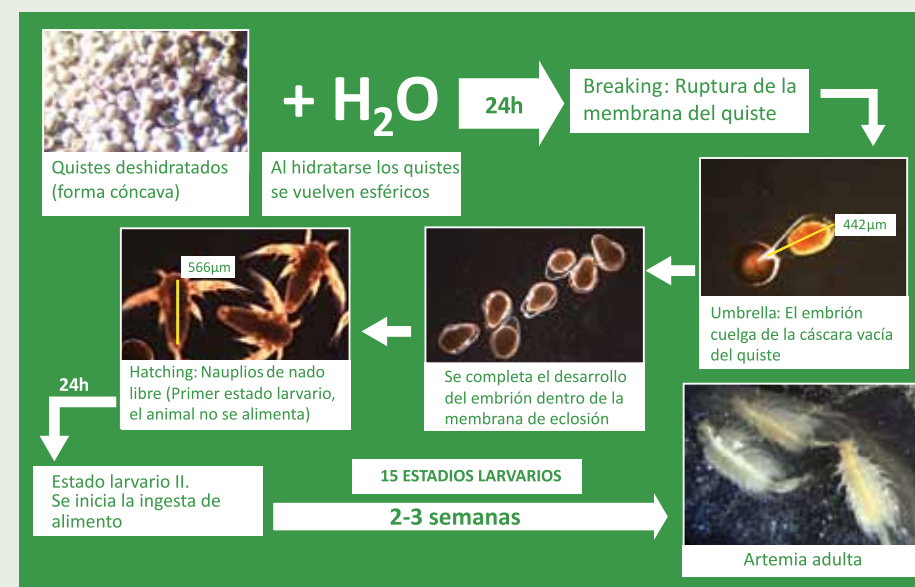 Quistes deshidratados
(forma cóncava)
+ H₂O
Al hidratarse los quistes
se vuelven esféricos
24h
Breaking: Ruptura de la
membrana del quiste
442µm
Umbrella: El embrión
cuelga de la cáscara vacía
del quiste
Se completa el desarrollo
del embrión dentro de la
membrana de eclosión
566µm
Hatching: Nauplios de nado
libre (Primer estado larvario,
el animal no se alimenta)
24h
Estado larvario II.
Se inicia la ingesta de
alimento
15 ESTADIOS LARVARIOS
2-3 semanas
Artemia adulta